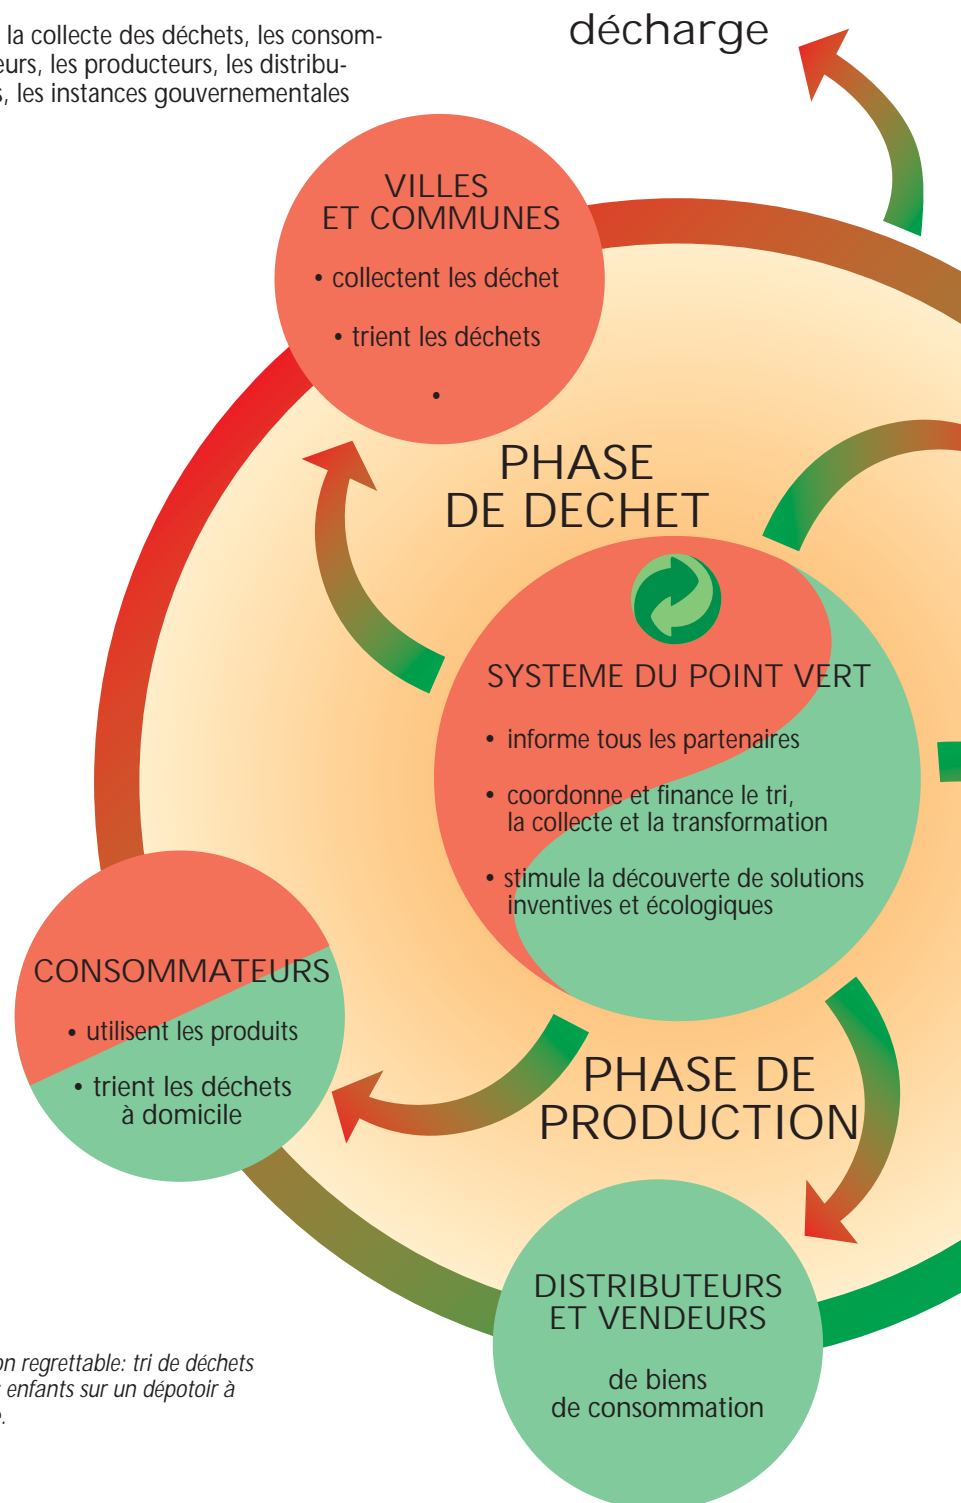 la collecte des déchets, les consom-
eurs, les producteurs, les distribu-
les instances gouvernementales
décharge
VILLES
ET COMMUNES
• collectent les déchet
• trient les déchets
•
PHASE
DE DECHET
SYSTEME DU POINT VERT
• informe tous les partenaires
• coordonne et finance le tri,
la collecte et la transformation
• stimule la découverte de solutions
inventives et écologiques
CONSOMMATEURS
• utilisent les produits
• trient les déchets
à domicile
PHASE DE
PRODUCTION
DISTRIBUTEURS
ET VENDEURS
de biens
de consommation
on regrettable: tri de déchets
enfants sur un dépotoir à